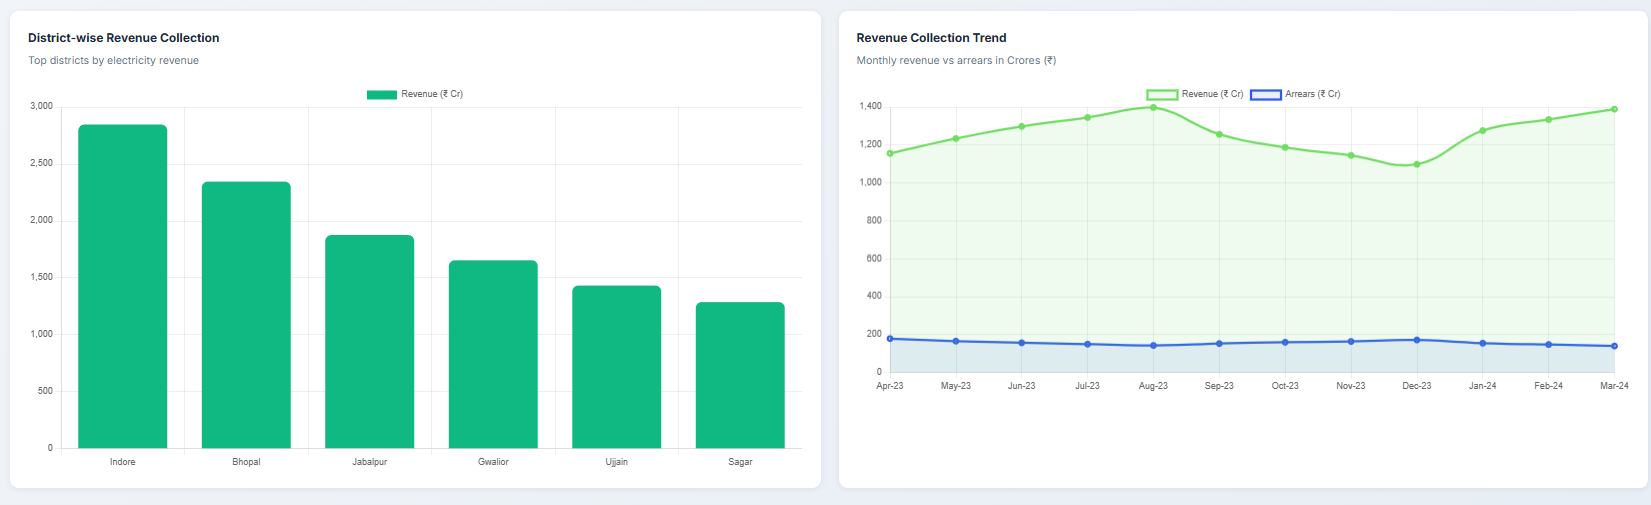 District-wise Revenue Collection
Top districts by electricity revenue
Revenue (₹ Cr)
3,000
2,500
2,000
1,500
1,000
500
0
Indore Bhopal Jabalpur Gwalior Ujjain Sagar
Revenue Collection Trend
Monthly revenue vs arrears in Crores (₹)
Revenue (₹ Cr) Arrears (₹ Cr)
1,400
1,200
1,000
800
600
400
200
0
Apr-23 May-23 Jun-23 Jul-23 Aug-23 Sep-23 Oct-23 Nov-23 Dec-23 Jan-24 Feb-24 Mar-24